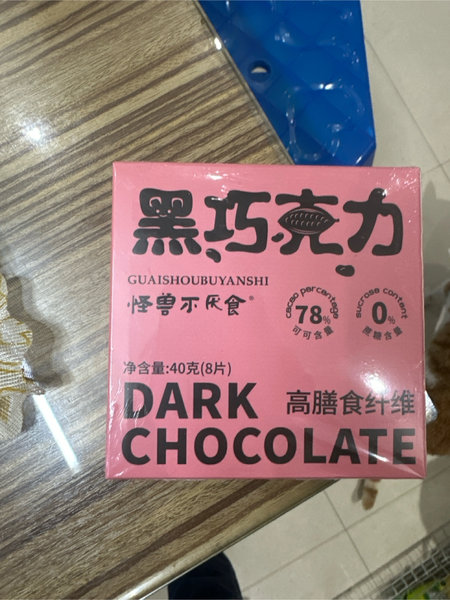 黑巧克力
GUAISHOUBUYANSHI
怪兽不厌食®
cacao percentage
78%
可可含量
sucrose content
0%
蔗糖含量
净含量:40克(8片)
高膳食纤维
DARK
CHOCOLATE